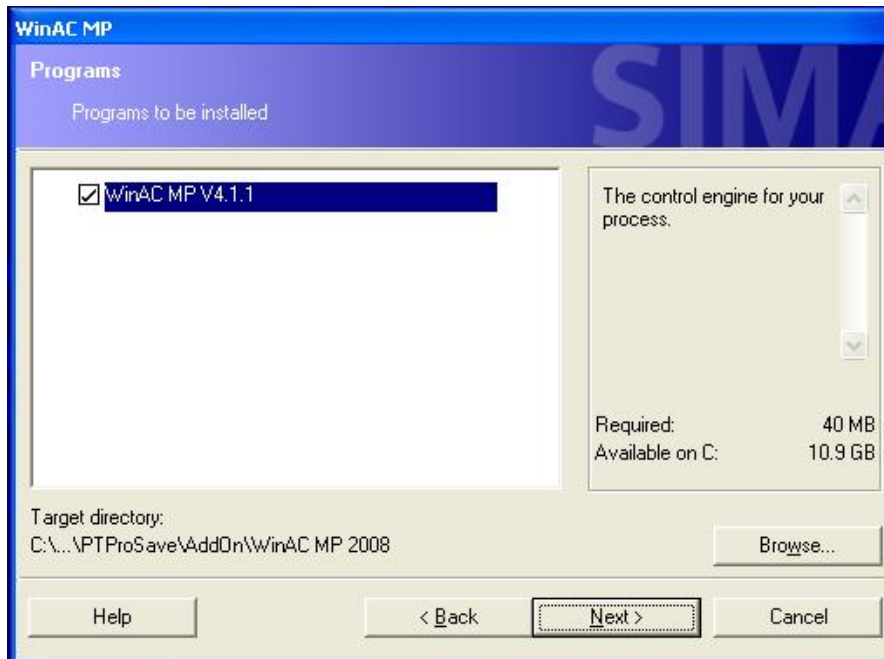 WinAC MP
Programs
SIMA
Programs to be installed
WinAC MP V4.1.1
The control engine for your
process.
Required: 40 MB
Available on C: 10.9 GB
Target directory:
C:\...\PTProSave\AddOn\WinAC MP 2008
Browse...
Help
< Back
Next >
Cancel